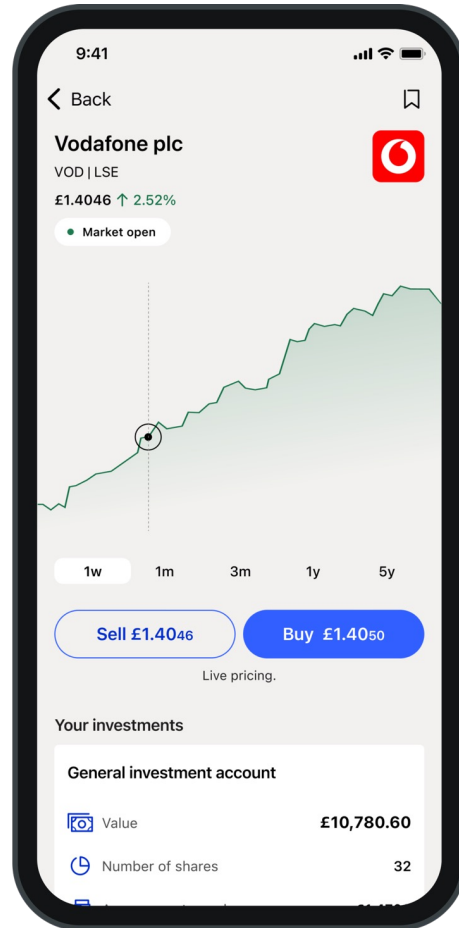 9:41
Back
Vodafone plc
VOD | LSE
£1.4046 ↑ 2.52%
Market open
1w 1m 3m 1y 5y
Sell £1.4046 Buy £1.4050
Live pricing.
Your investments
General investment account
Value £10,780.60
Number of shares 32